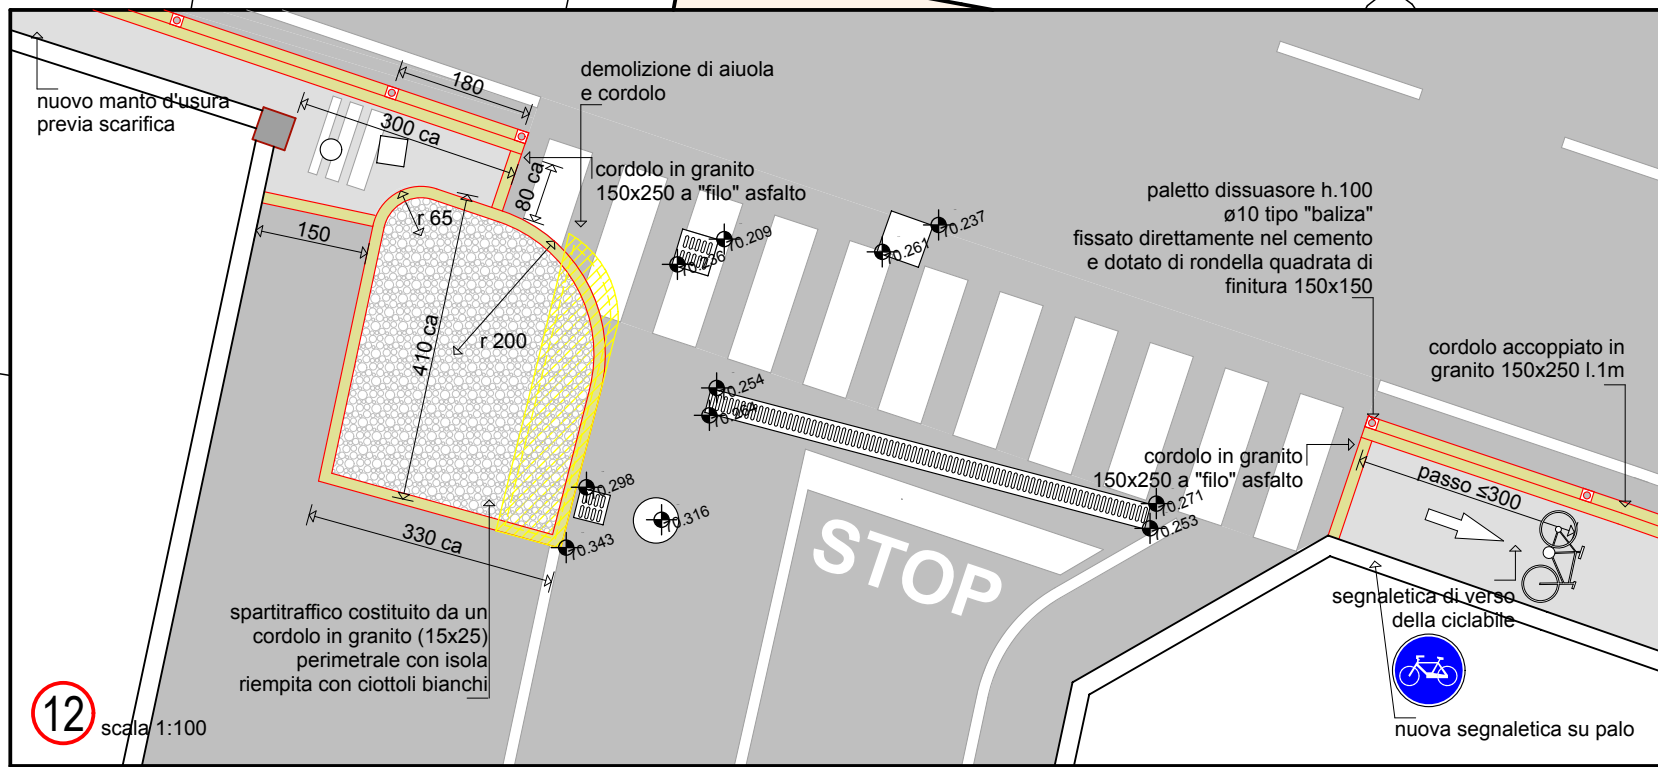 nuovo manto d'usura
previa scarifica
180
300 ca
demolizione di aiuola
e cordolo
cordolo in granito
150x250 a "filo" asfalto
80 ca
r 65
150
410 ca
r 200
330 ca
70.209
70.237
70.261
70.254
70.298
70.316
70.343
70.271
70.253
paletto dissuasore h.100
ø10 tipo "baliza"
fissato direttamente nel cemento
e dotato di rondella quadrata di
finitura 150x150
cordolo accoppiato in
granito 150x250 l.1m
cordolo in granito
150x250 a "filo" asfalto
passo ≤300
STOP
segnaletica di verso
della ciclabile
nuova segnaletica su palo
spartitraffico costituito da un
cordolo in granito (15x25)
perimetrale con isola
riempita con ciottoli bianchi
12
scala 1:100